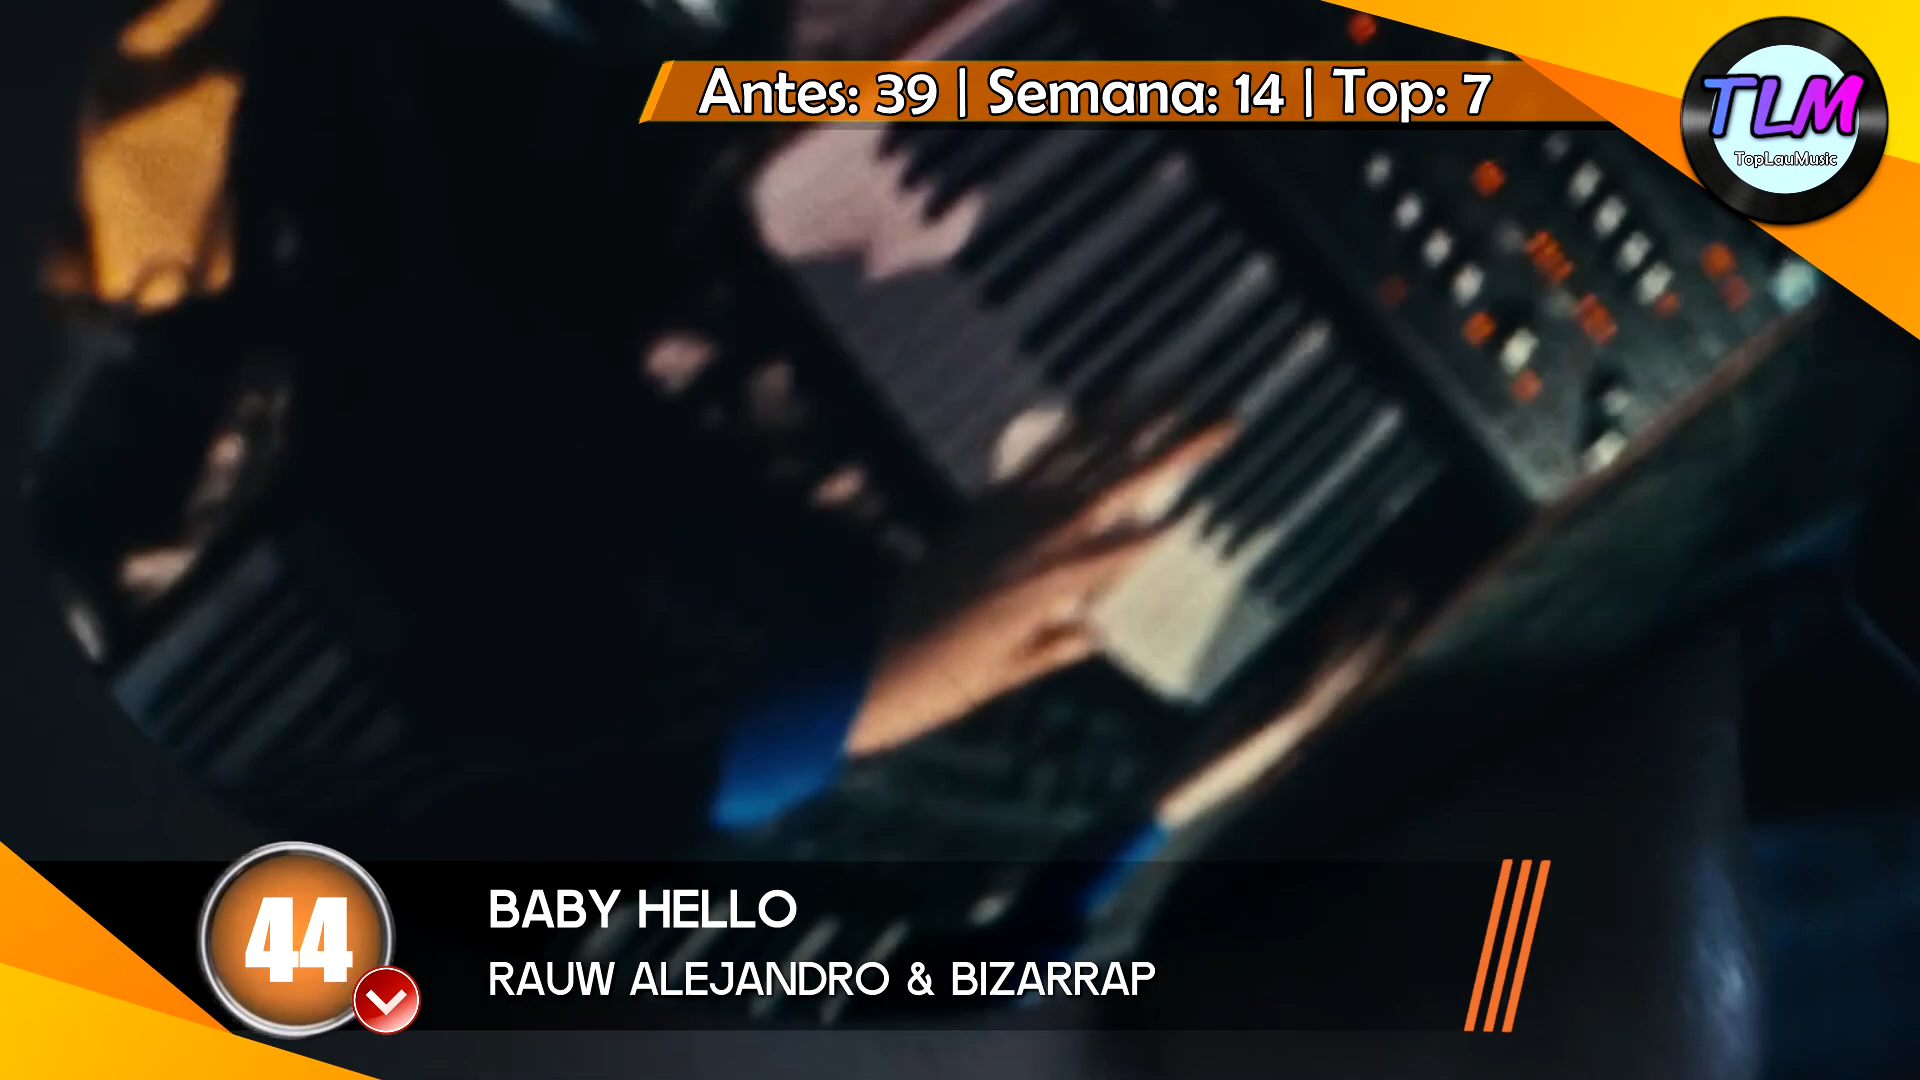 Antes: 39 | Semana: 14 | Top: 7
TLM
TopLauMusic
44
BABY HELLO
RAUW ALEJANDRO & BIZARRAP